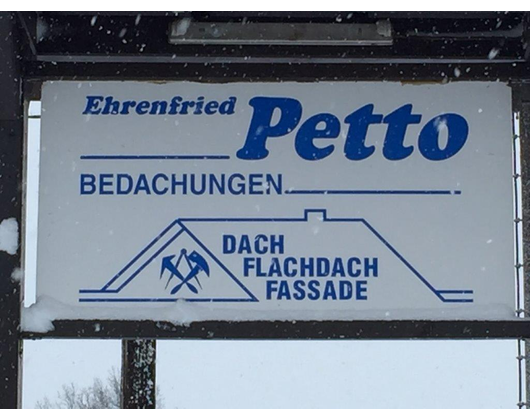 Ehrenfried Petto
BEDACHUNGEN
DACH
FLACHDACH
FASSADE